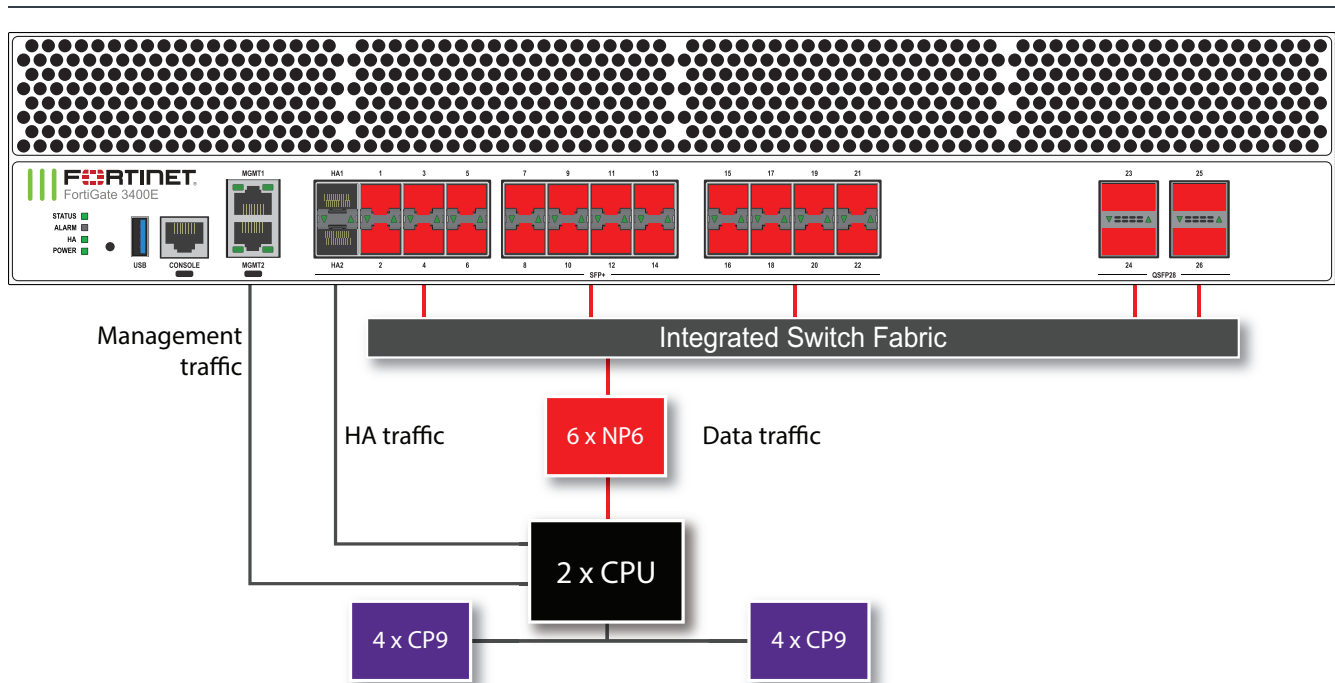 FORTINET
FortiGate 3400E
STATUS
ALARM
HA
POWER
USB
CONSOLE
MGMT1
MGMT2
HA1 1 3 5 7 9 11 13 15 17 19 21 23 25
HA2 2 4 6 8 10 12 14 16 18 20 22 24 26
SFP+
QSFP28
Management
traffic
Integrated Switch Fabric
HA traffic
6 x NP6
Data traffic
2 x CPU
4 x CP9
4 x CP9